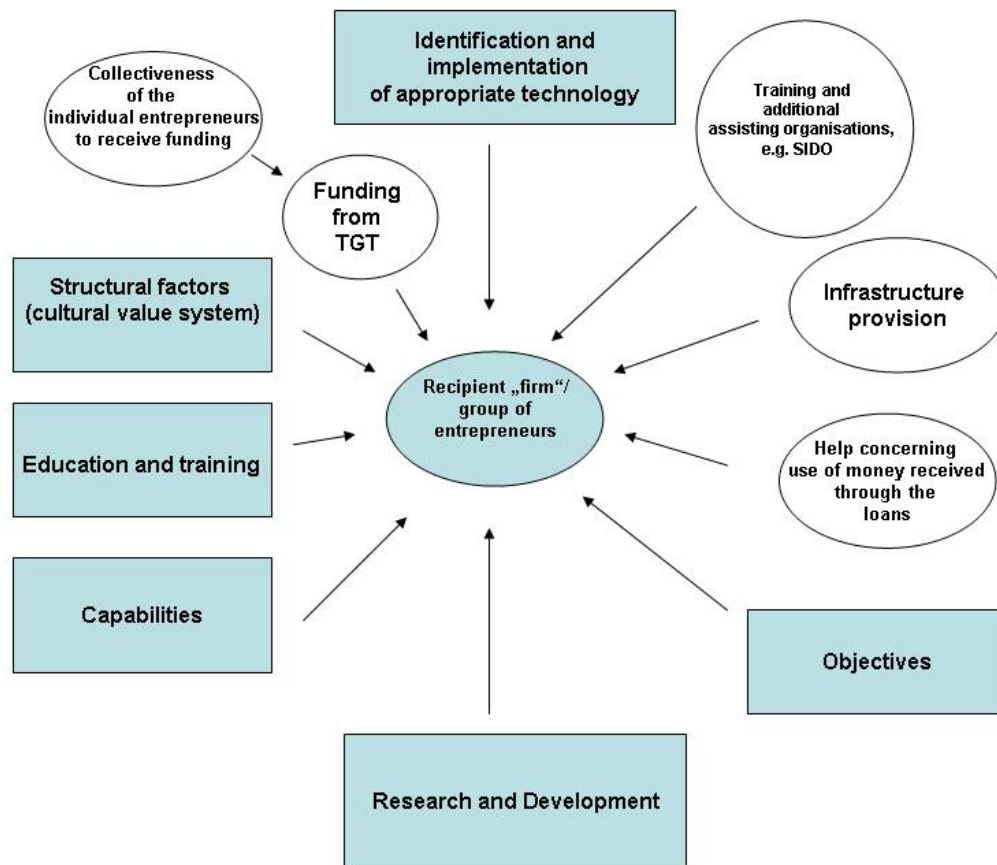 Identification and
implementation
of appropriate technology
Collectiveness
of the
individual entrepreneurs
to receive funding
Training and
additional
assisting organisations,
e.g. SIDO
Funding
from
TGT
Structural factors
(cultural value system)
Infrastructure
provision
Recipient „firm“/
group of
entrepreneurs
Education and training
Help concerning
use of money received
through the
loans
Capabilities
Objectives
Research and Development